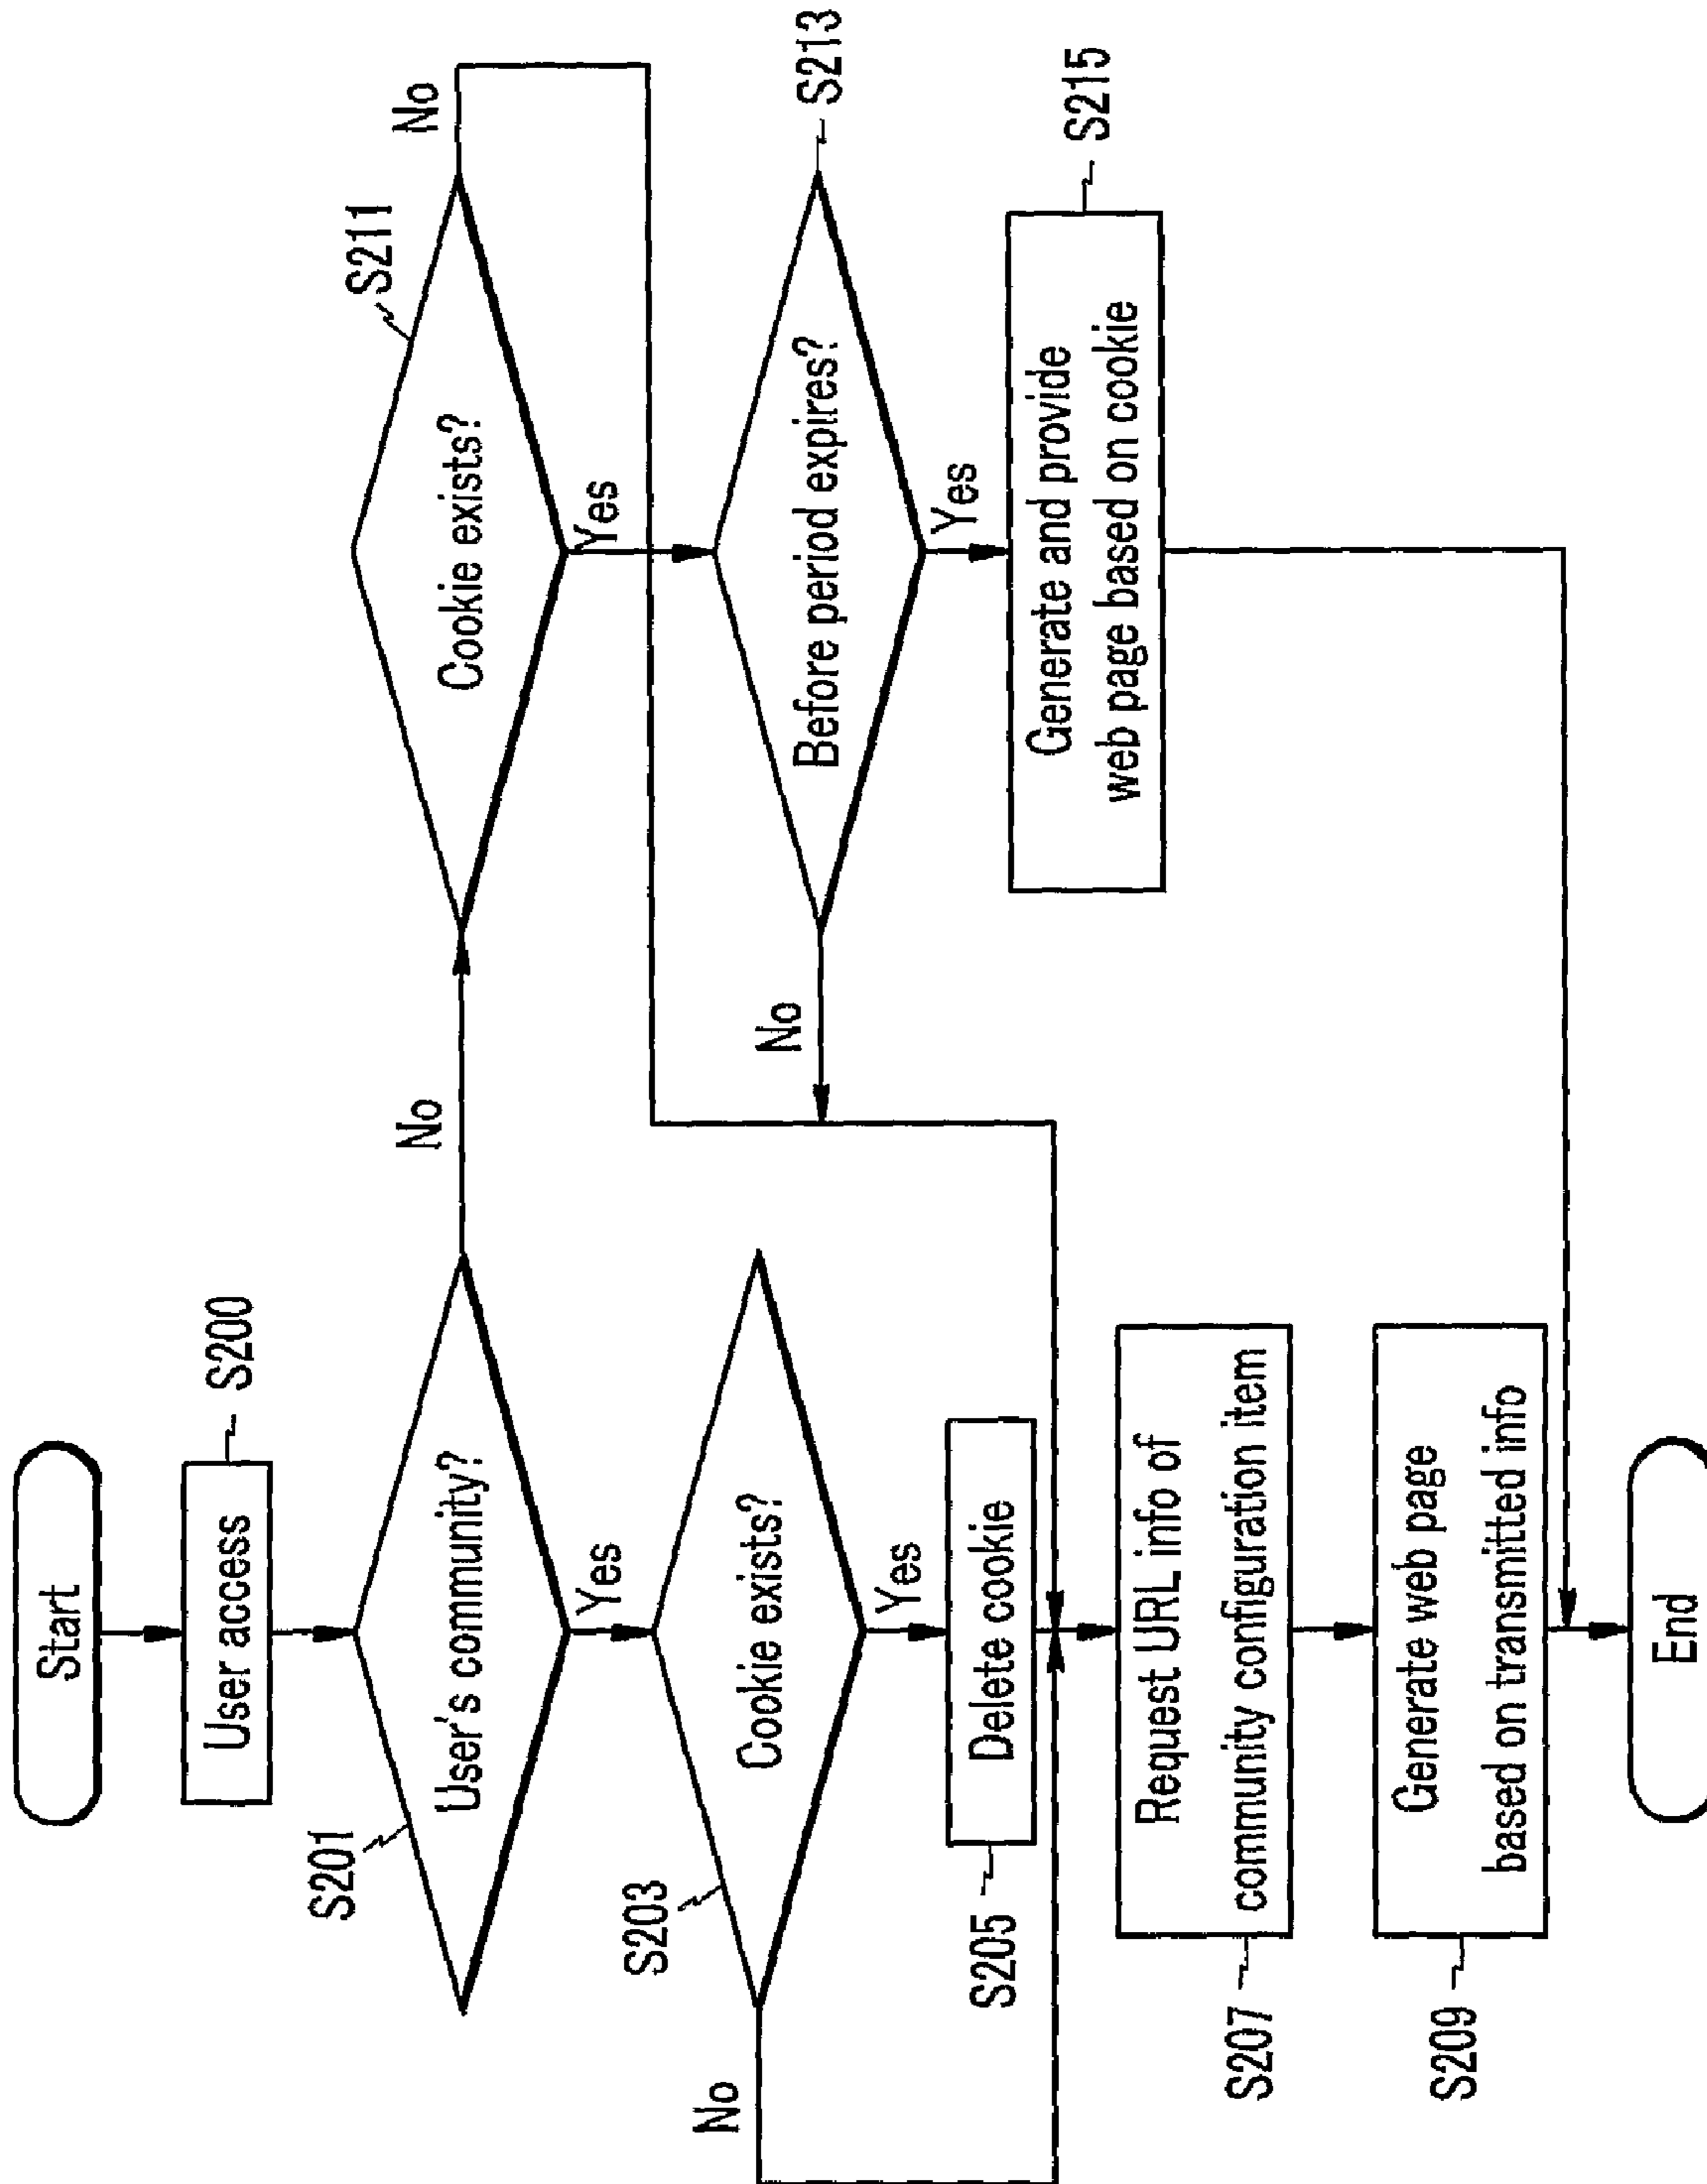 Start
User access
S200
S201
User's community?
No
Yes
S203
Cookie exists?
No
Yes
S205
Delete cookie
S207
Request URL info of
community configuration item
S209
Generate web page
based on transmitted info
End
S211
Cookie exists?
No
Yes
S213
Before period expires?
No
Yes
S215
Generate and provide
web page based on cookie